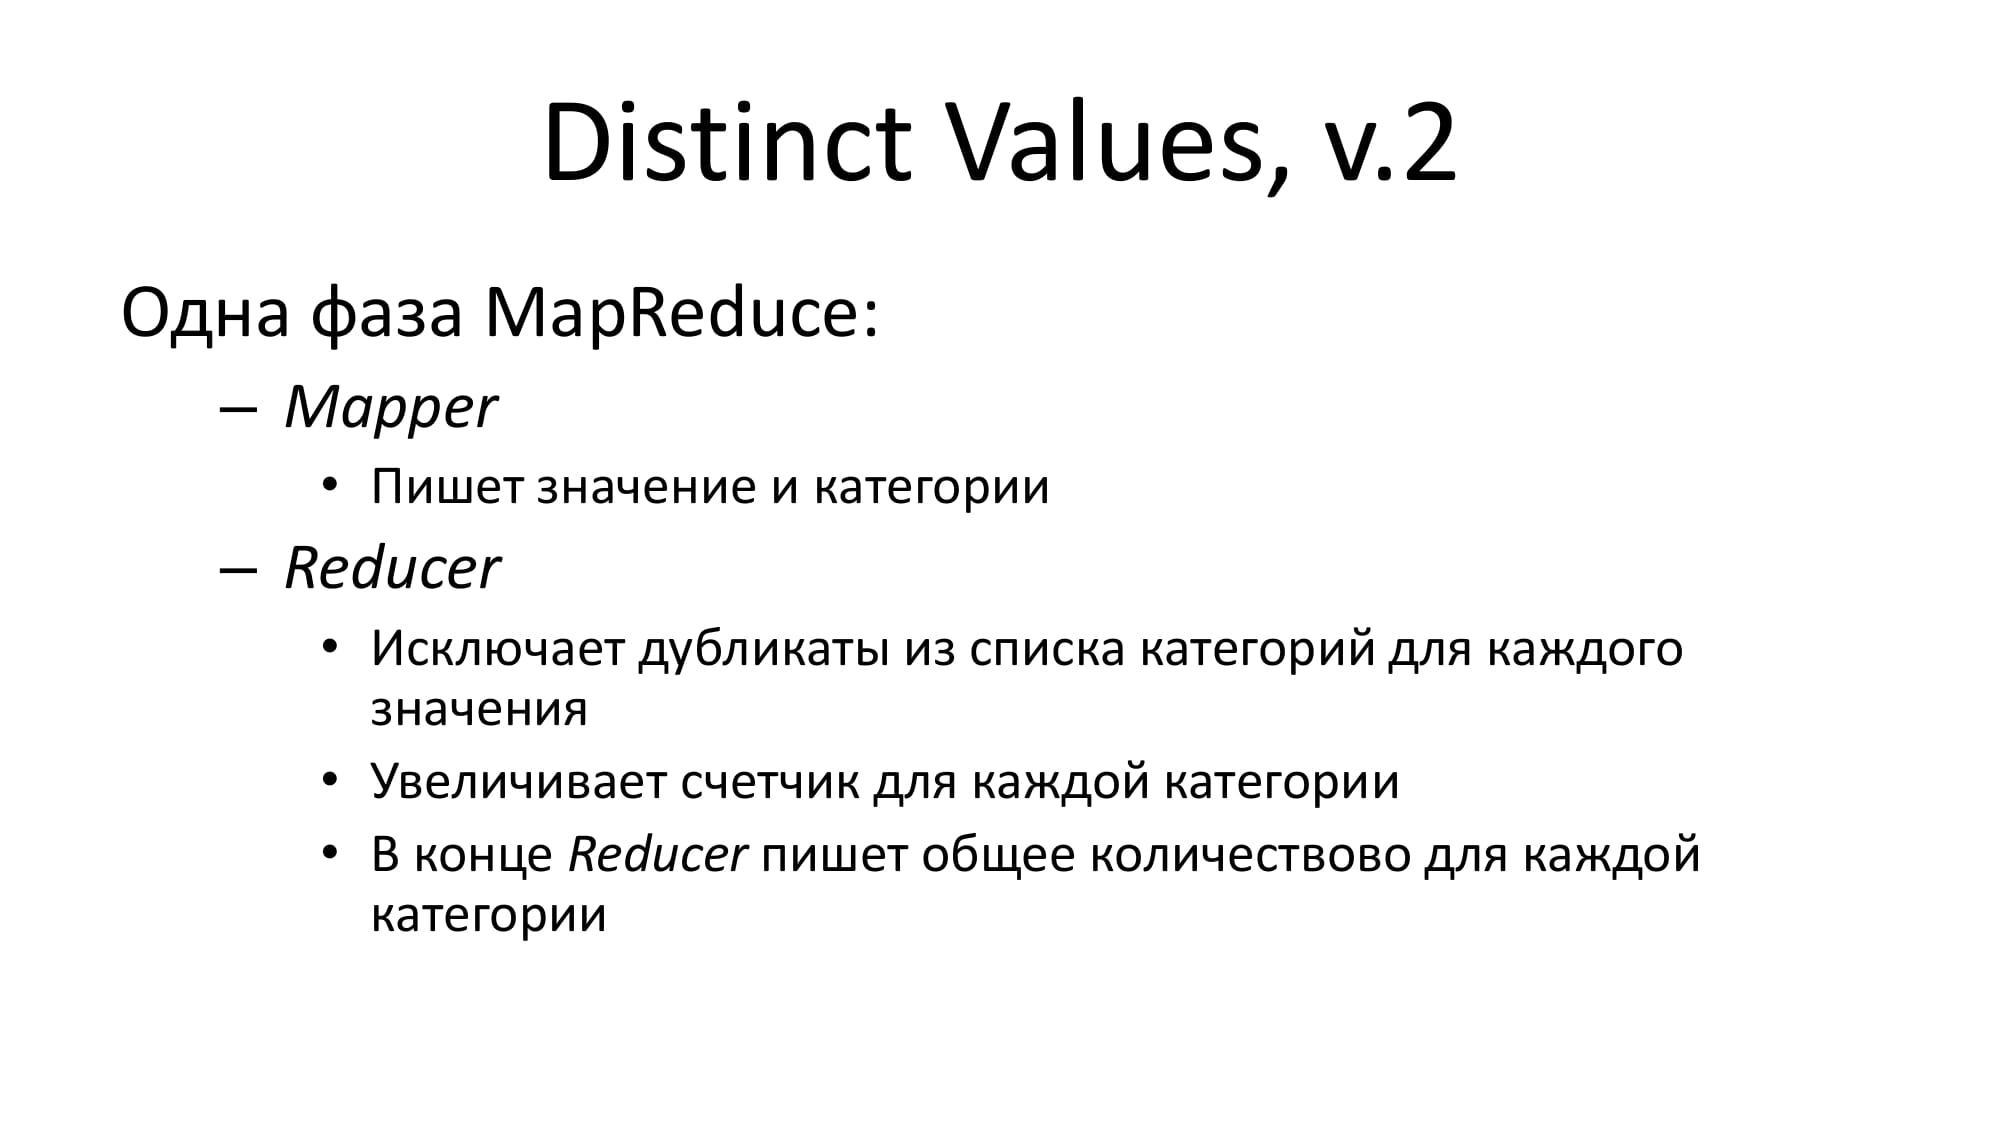 Distinct Values, v.2
Одна фаза MapReduce:
– Mapper
• Пишет значение и категории
– Reducer
• Исключает дубликаты из списка категорий для каждого
значения
• Увеличивает счетчик для каждой категории
• В конце Reducer пишет общее количествово для каждой
категории